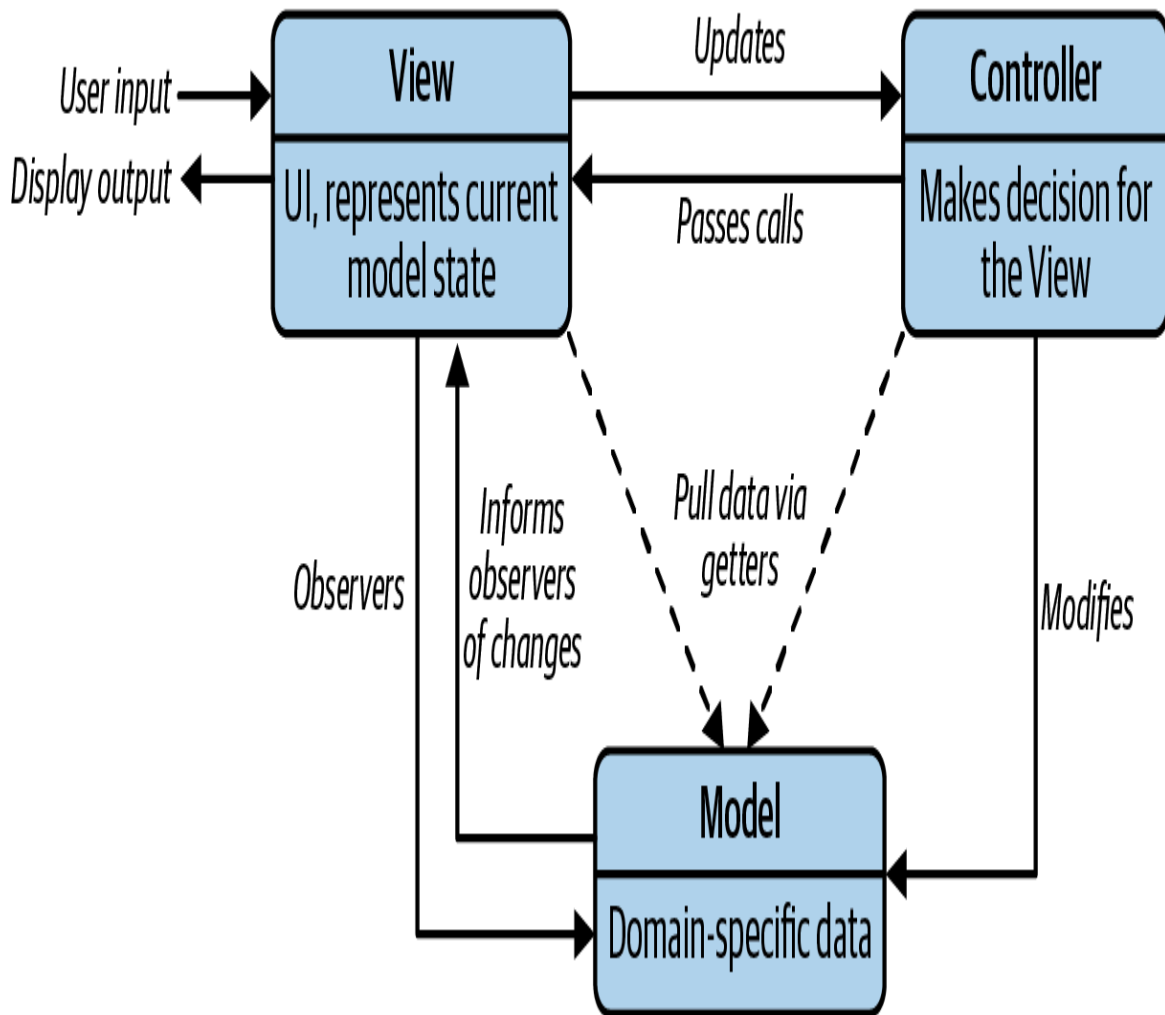 User input
Display output
View
UI, represents current
model state
Updates
Passes calls
Controller
Makes decision for
the View
Observers
Informs
observers
of changes
Pull data via
getters
Modifies
Model
Domain-specific data